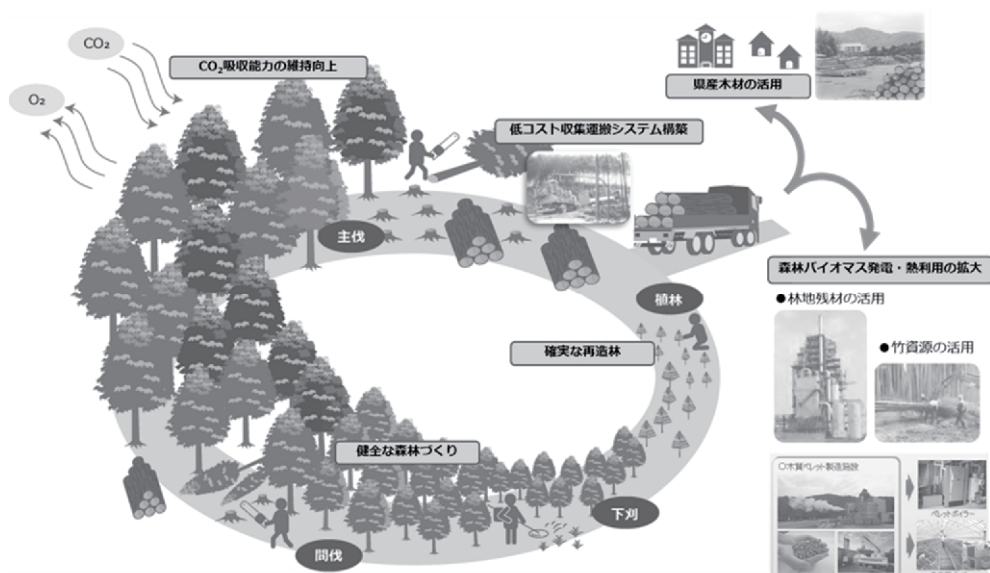 CO₂
O₂
CO₂吸収能力の維持向上
県産木材の活用
低コスト収集運搬システム構築
主伐
植林
森林バイオマス発電・熱利用の拡大
●林地残材の活用
●竹資源の活用
確実な再造林
健全な森林づくり
下刈
間伐
○木質ペレット製造施設
ペレットボイラー